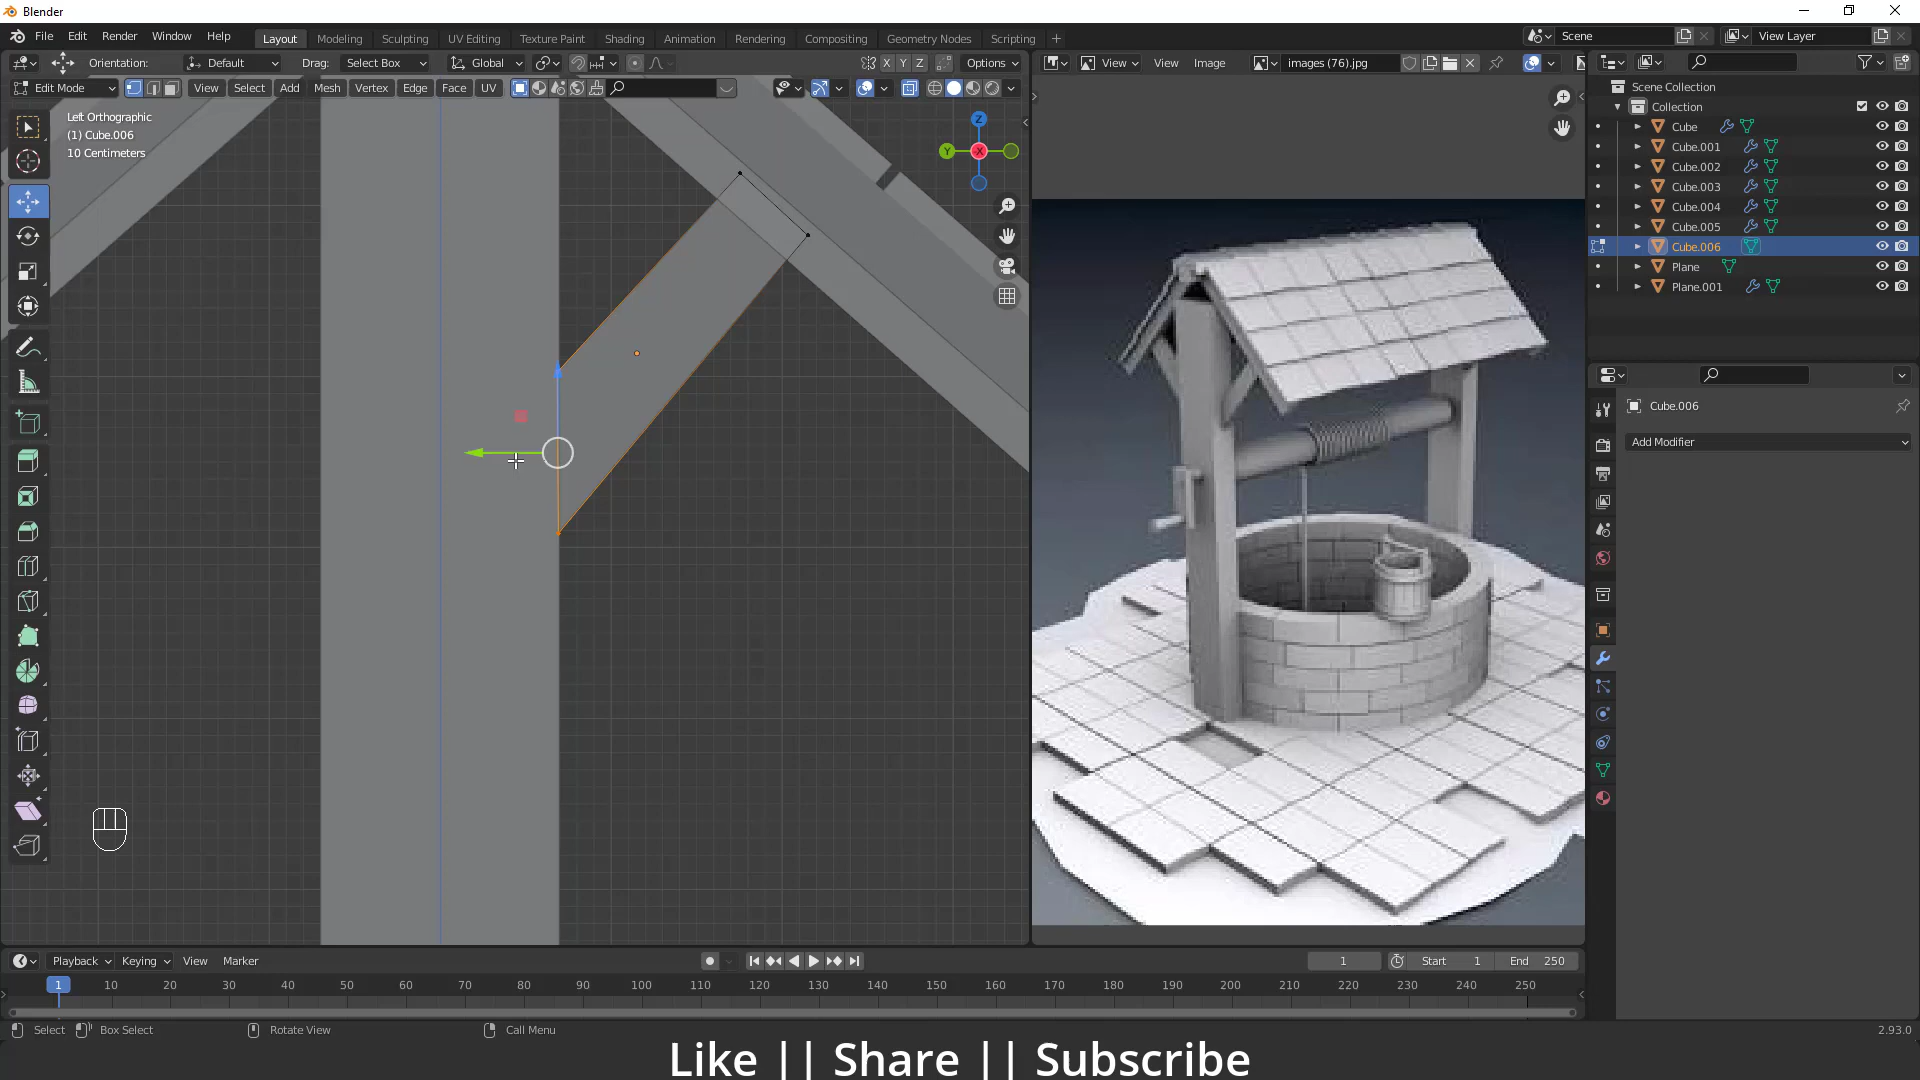 Blender
File Edit Render Window Help
Layout Modeling Sculpting UV Editing Texture Paint Shading Animation Rendering Compositing Geometry Nodes Scripting +
Scene
View Layer
Orientation: Default Drag: Select Box Global X Y Z Options
View View Image images (76).jpg
Edit Mode View Select Add Mesh Vertex Edge Face UV
Left Orthographic
(1) Cube.006
10 Centimeters
Z
Y
X
Scene Collection
Collection
Cube
Cube.001
Cube.002
Cube.003
Cube.004
Cube.005
Cube.006
Plane
Plane.001
Cube.006
Add Modifier
Playback Keying View Marker
1 Start 1 End 250
1 10 20 30 40 50 60 70 80 90 100 110 120 130 140 150 160 170 180 190 200 210 220 230 240 250
Select Box Select Rotate View Call Menu 2.93.0
Like || Share || Subscribe